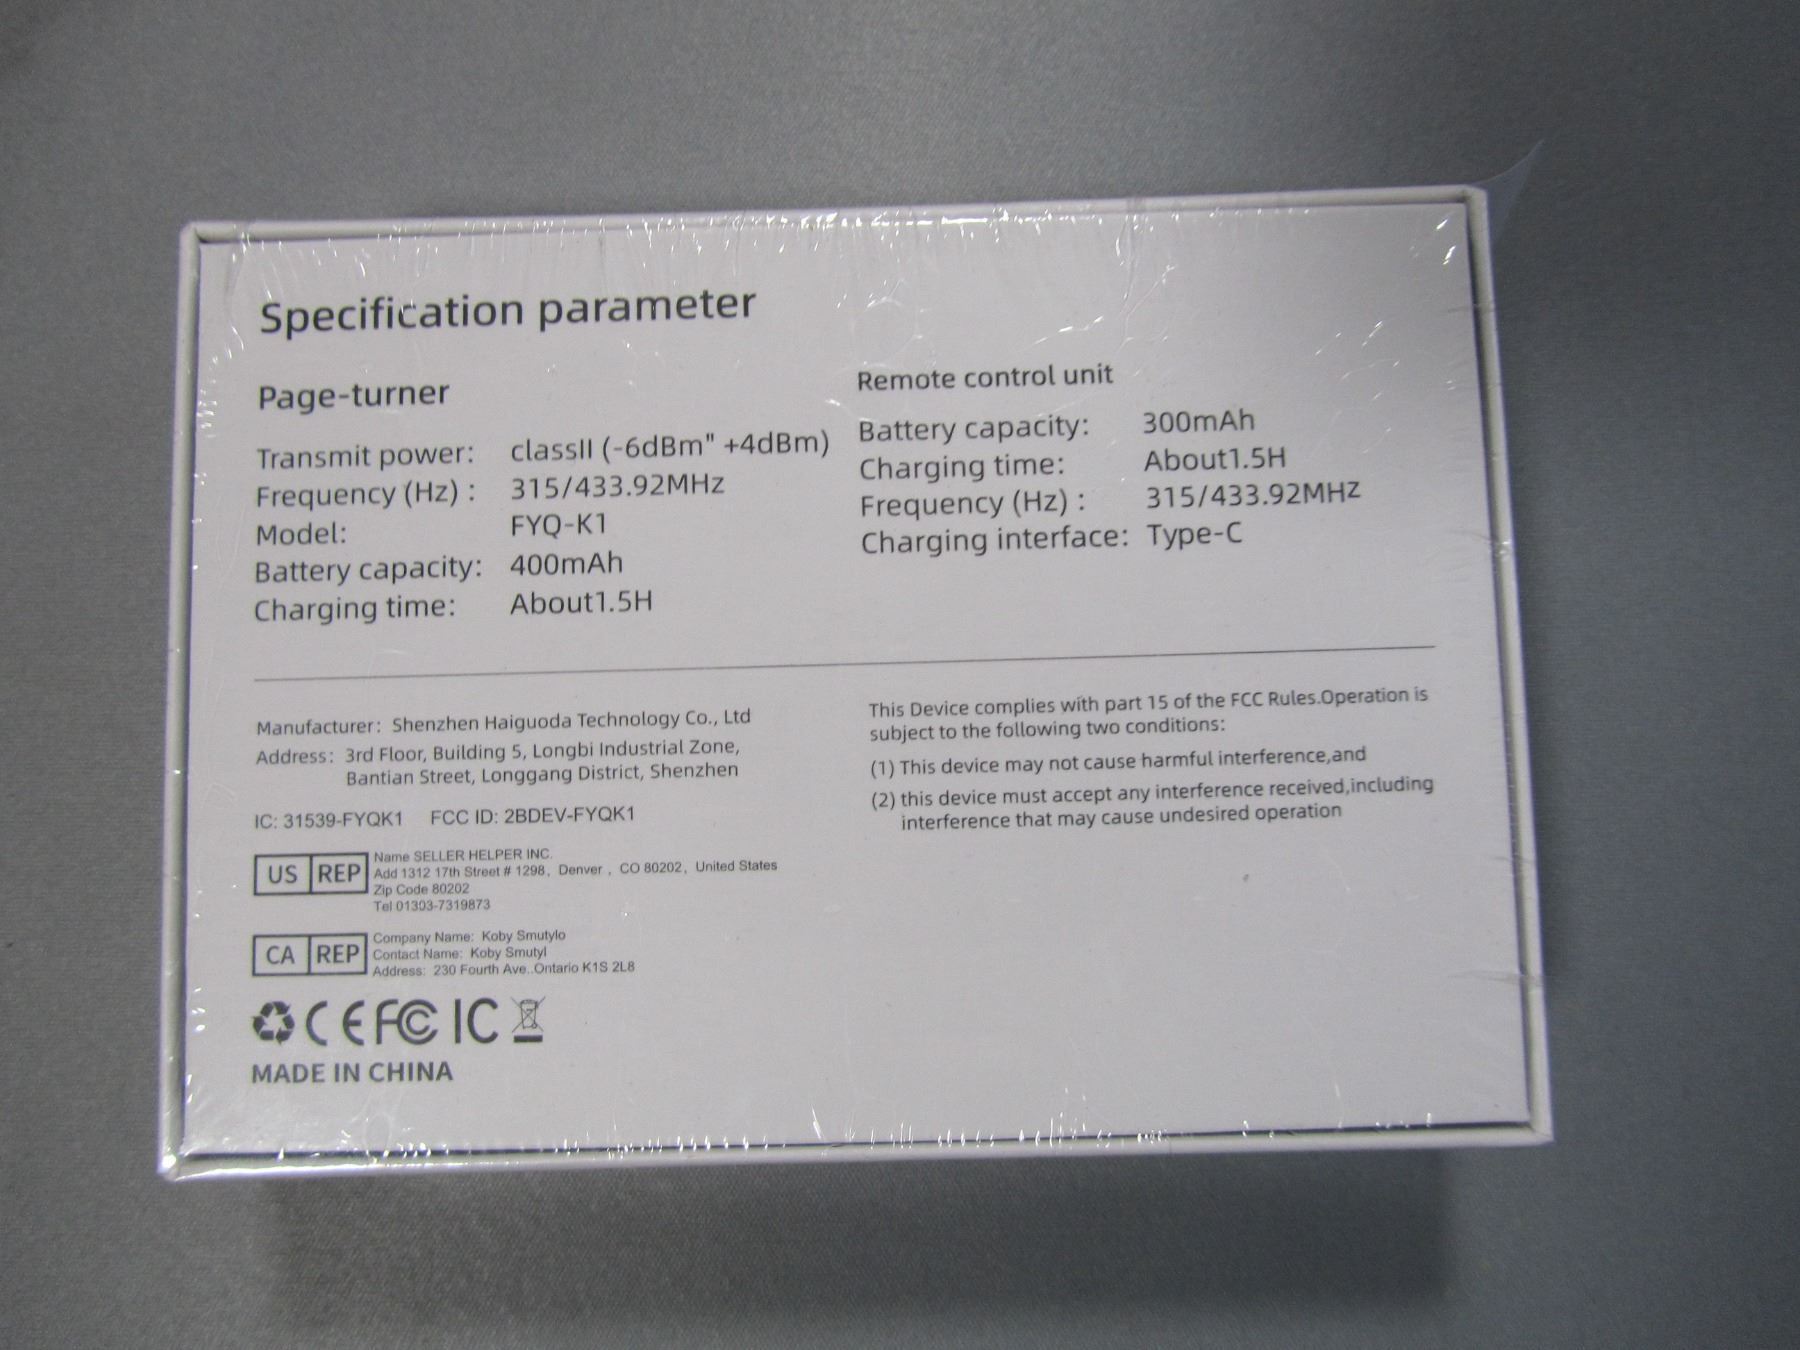 Specification parameter
Page-turner
Transmit power: classII (-6dBm" +4dBm)
Frequency (Hz) : 315/433.92MHz
Model: FYQ-K1
Battery capacity: 400mAh
Charging time: About1.5H
Remote control unit
Battery capacity: 300mAh
Charging time: About1.5H
Frequency (Hz) : 315/433.92MHz
Charging interface: Type-C
Manufacturer: Shenzhen Haiguoda Technology Co., Ltd
Address: 3rd Floor, Building 5, Longbi Industrial Zone,
Bantian Street, Longgang District, Shenzhen
IC: 31539-FYQK1 FCC ID: 2BDEV-FYQK1
US REP
Name SELLER HELPER INC.
Add 1312 17th Street # 1298, Denver , CO 80202, United States
Zip Code 80202
Tel 01303-7319873
CA REP
Company Name: Koby Smutylo
Contact Name: Koby Smutyl
Address: 230 Fourth Ave..Ontario K1S 2L8
CE FC IC
MADE IN CHINA
This Device complies with part 15 of the FCC Rules.Operation is
subject to the following two conditions:
(1) This device may not cause harmful interference,and
(2) this device must accept any interference received,including
interference that may cause undesired operation